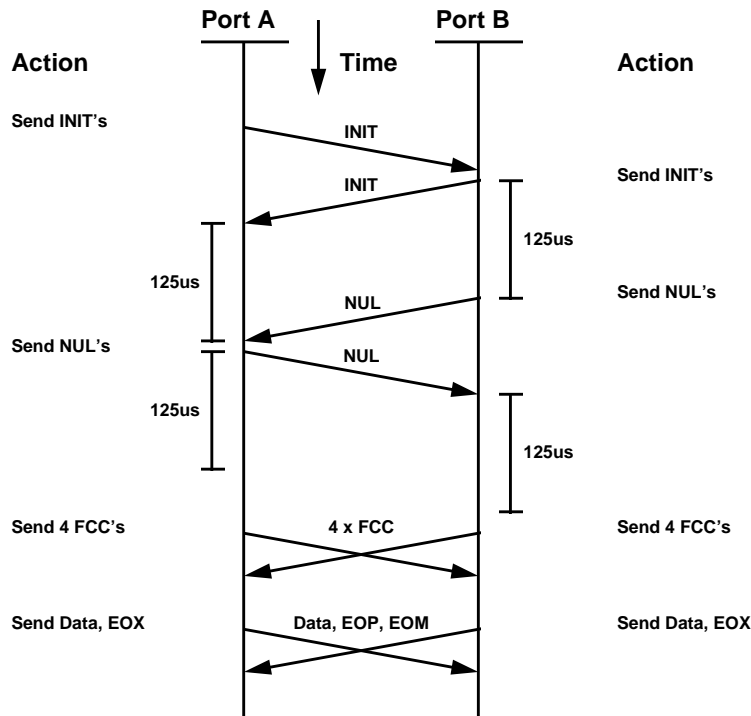 Port A
Port B
Action
Time
Action
Send INIT's
INIT
Send INIT's
INIT
125us
125us
Send NUL's
NUL
Send NUL's
NUL
125us
125us
Send 4 FCC's
4 x FCC
Send 4 FCC's
Send Data, EOX
Data, EOP, EOM
Send Data, EOX